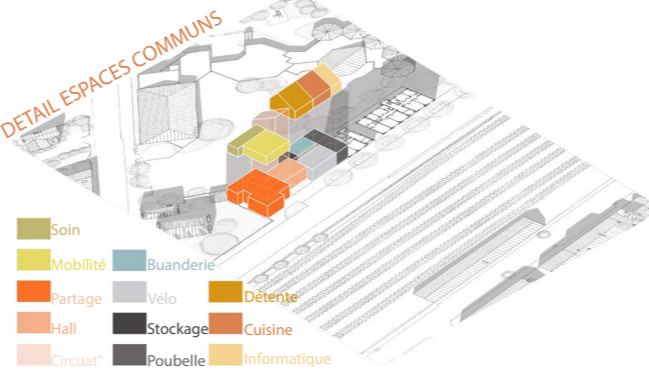 DETAIL ESPACES COMMUNS
Soin
Mobilité Buanderie
Partage Vélo Détente
Hall Stockage Cuisine
Circuat° Poubelle Informatique